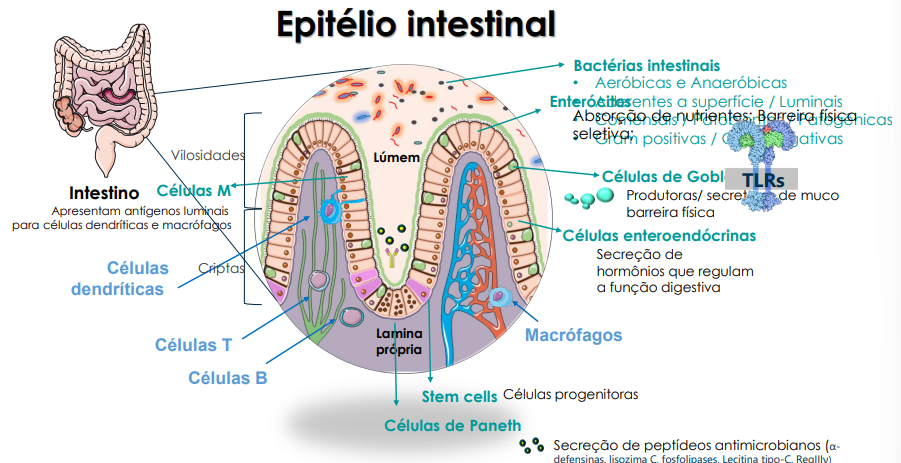 Epitélio intestinal
Bactérias intestinais
• Aeróbicas e Anaeróbicas
Enterócitos
Aderentes a superfície / Luminais
Absorção de nutrientes; Barreira física
seletiva;
Comensais / Patogênicas
Gram positivas / Gram negativas
Vilosidades
Lúmem
Células M
Apresentam antígenos luminais
para células dendríticas e macrófagos
Intestino
Células de Gobl
TLRs
Produtoras/ secret de muco
barreira física
Células enteroendócrinas
Secreção de
hormônios que regulam
a função digestiva
Criptas
Células
dendríticas
Células T
Células B
Lamina
própria
Macrófagos
Stem cells Células progenitoras
Células de Paneth
Secreção de peptídeos antimicrobianos (α-
defensinas, lisozima C, fosfolipases, Lecitina tipo-C, RegIIIγ)